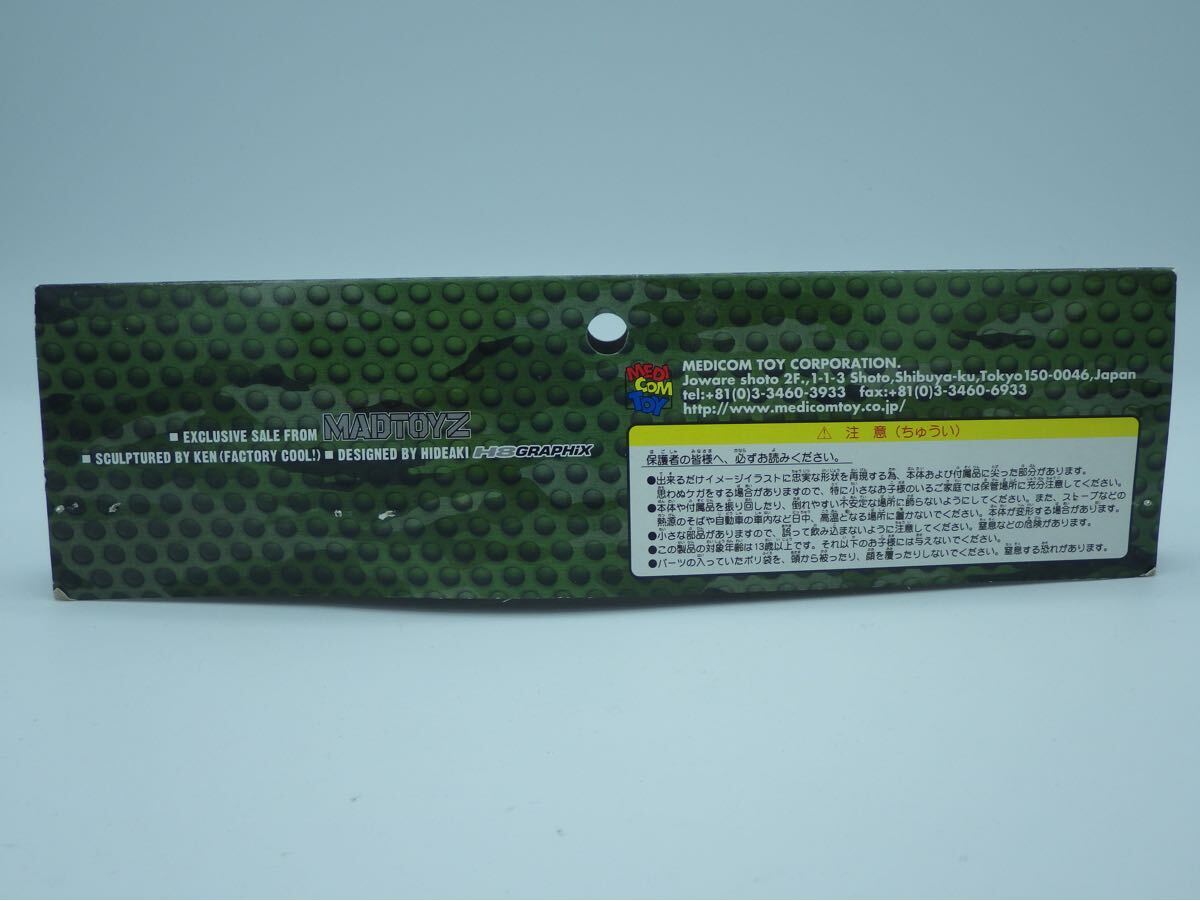 ■ EXCLUSIVE SALE FROM MADTOYZ
■ SCULPTURED BY KEN (FACTORY COOL!) ■ DESIGNED BY HIDEAKI H8GRAPHiX
MEDI
COM
TOY
MEDICOM TOY CORPORATION.
Joware shoto 2F.,1-1-3 Shoto,Shibuya-ku,Tokyo150-0046,Japan
tel:+81(0)3-3460-3933 fax:+81(0)3-3460-6933
http://www.medicomtoy.co.jp/
⚠ 注 意（ちゅうい）
保護者の皆様へ、必ずお読みください。
●出来るだけイメージイラストに忠実な形状を再現する為、本体および付属品に尖った部分があります。
思わぬケガをする場合がありますので、特に小さなお子様のいるご家庭では保管場所に充分注意してください。
●本体や付属品を振り回したり、倒れやすい不安定な場所に飾らないようにしてください。また、ストーブなどの
熱源のそばや自動車の車内など日中、高温となる場所に置かないでください。本体が変形する場合があります。
●小さな部品がありますので、誤って飲み込まないように注意してください。窒息などの危険があります。
●この製品の対象年齢は13歳以上です。それ以下のお子様には与えないでください。
●パーツの入っていたポリ袋を、頭から被ったり、顔を覆ったりしないでください。窒息する恐れがあります。